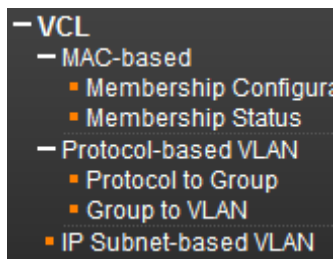 VCL
MAC-based
Membership Configura
Membership Status
Protocol-based VLAN
Protocol to Group
Group to VLAN
IP Subnet-based VLAN